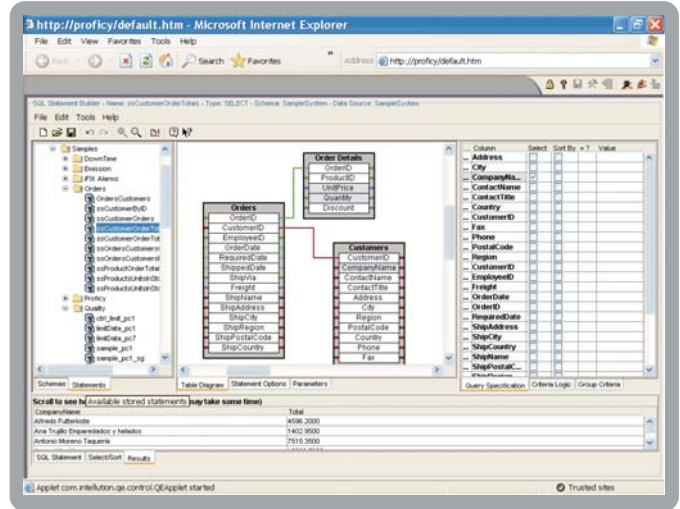 http://proficy/default.htm - Microsoft Internet Explorer
File Edit View Favorites Tools Help
Back Search Favorites Address http://proficy/default.htm
SQL Statement Builder - Name: ssCustomerOrderTotals - Type: SELECT - Schema: SampleSystem - Data Source: SampleSystem
File Edit Tools Help
Samples
DownTime
Emission
iFIX Alarms
Orders
OrdersCustomers
ssCustomerByID
ssCustomerOrders
ssCustomerOrderTot
ssCustomerOrderTot
ssOrdersCustomers
ssOrdersCustomersI
ssProductOrderTotal
ssProductsUnitsInStc
ssProductsUnitsInStc
Proficy
Quality
ctrl_limit_pc1
limitData_pc1
limitData_pc7
sample_pc1
sample_pc1_sg
Schemas Statements
Order Details
OrderID
ProductID
UnitPrice
Quantity
Discount
Orders
OrderID
CustomerID
EmployeeID
OrderDate
RequiredDate
ShippedDate
ShipVia
Freight
ShipName
ShipAddress
ShipCity
ShipRegion
ShipPostalCode
ShipCountry
Customers
CustomerID
CompanyName
ContactName
ContactTitle
Address
City
Region
PostalCode
Country
Phone
Fax
Table Diagram Statement Options Parameters
... Column Select Sort By = ? Value
... Address
... City
... CompanyNa...
... ContactName
... ContactTitle
... Country
... CustomerID
... Fax
... Phone
... PostalCode
... Region
... CustomerID
... EmployeeID
... Freight
... OrderDate
... OrderID
... RequiredDate
... ShipAddress
... ShipCity
... ShipCountry
... ShipName
... ShipPostalC...
Query Specification Criteria Logic Group Criteria
Scroll to see Available stored statements may take some time)
CompanyName Total
Alfreds Futterkiste 4596.2000
Ana Trujillo Emparedados y helados 1402.9500
Antonio Moreno Taquería 7515.3500
SQL Statement Select/Sort Results
Applet com.intellution.qe.control.QEApplet started Trusted sites